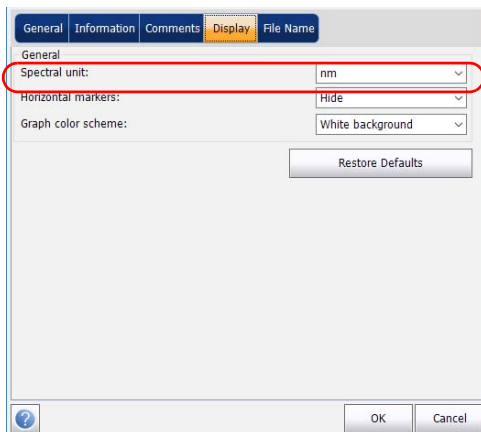 General Information Comments Display File Name
General
Spectral unit: nm
Horizontal markers: Hide
Graph color scheme: White background
Restore Defaults
? OK Cancel